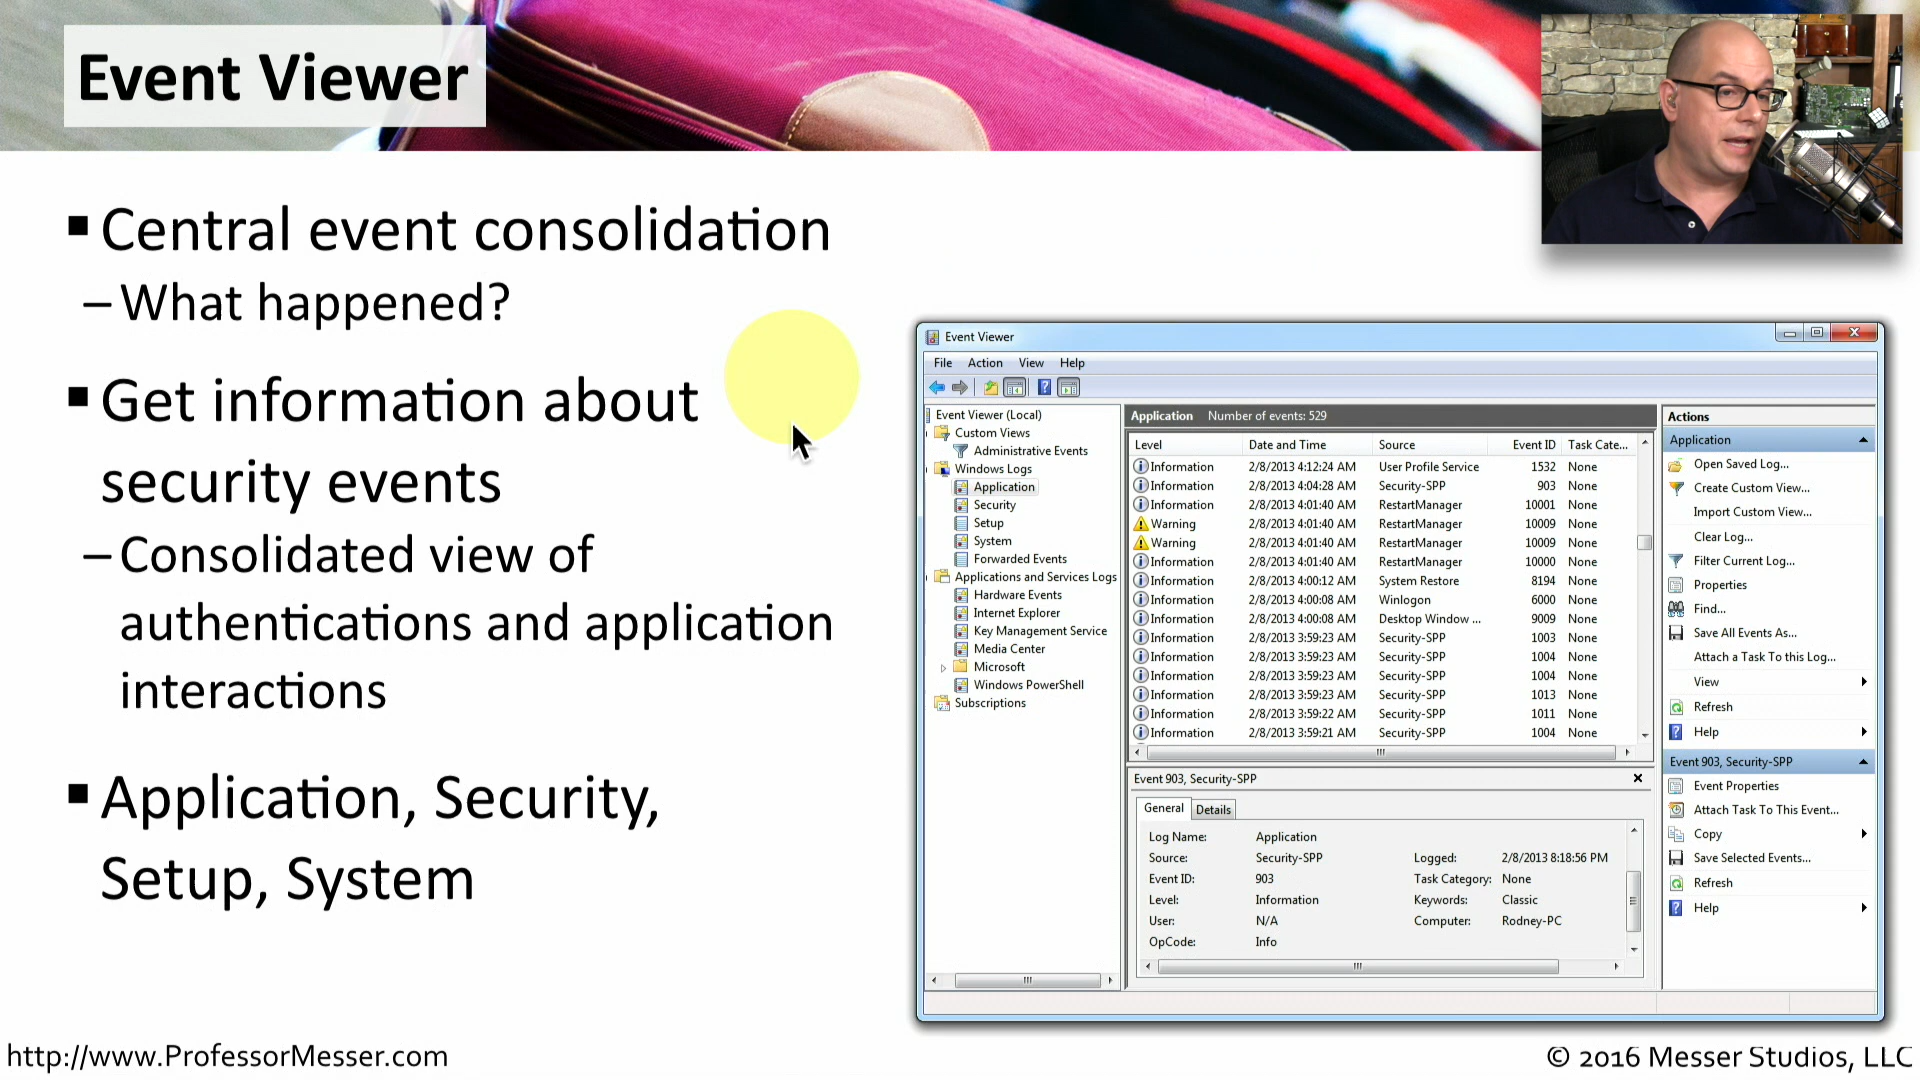 Event Viewer
▪ Central event consolidation
– What happened?
▪ Get information about
security events
– Consolidated view of
authentications and application
interactions
▪ Application, Security,
Setup, System
http://www.ProfessorMesser.com
© 2016 Messer Studios, LLC
Event Viewer
File Action View Help
Event Viewer (Local)
Custom Views
Administrative Events
Windows Logs
Application
Security
Setup
System
Forwarded Events
Applications and Services Logs
Hardware Events
Internet Explorer
Key Management Service
Media Center
Microsoft
Windows PowerShell
Subscriptions
Application Number of events: 529
Level Date and Time Source Event ID Task Cate...
Information 2/8/2013 4:12:24 AM User Profile Service 1532 None
Information 2/8/2013 4:04:28 AM Security-SPP 903 None
Information 2/8/2013 4:01:40 AM RestartManager 10001 None
Warning 2/8/2013 4:01:40 AM RestartManager 10009 None
Warning 2/8/2013 4:01:40 AM RestartManager 10009 None
Information 2/8/2013 4:01:40 AM RestartManager 10000 None
Information 2/8/2013 4:00:12 AM System Restore 8194 None
Information 2/8/2013 4:00:08 AM Winlogon 6000 None
Information 2/8/2013 4:00:08 AM Desktop Window ... 9009 None
Information 2/8/2013 3:59:23 AM Security-SPP 1003 None
Information 2/8/2013 3:59:23 AM Security-SPP 1004 None
Information 2/8/2013 3:59:23 AM Security-SPP 1004 None
Information 2/8/2013 3:59:23 AM Security-SPP 1013 None
Information 2/8/2013 3:59:22 AM Security-SPP 1011 None
Information 2/8/2013 3:59:21 AM Security-SPP 1004 None
Event 903, Security-SPP
General Details
Log Name: Application
Source: Security-SPP Logged: 2/8/2013 8:18:56 PM
Event ID: 903 Task Category: None
Level: Information Keywords: Classic
User: N/A Computer: Rodney-PC
OpCode: Info
Actions
Application
Open Saved Log...
Create Custom View...
Import Custom View...
Clear Log...
Filter Current Log...
Properties
Find...
Save All Events As...
Attach a Task To this Log...
View
Refresh
Help
Event 903, Security-SPP
Event Properties
Attach Task To This Event...
Copy
Save Selected Events...
Refresh
Help